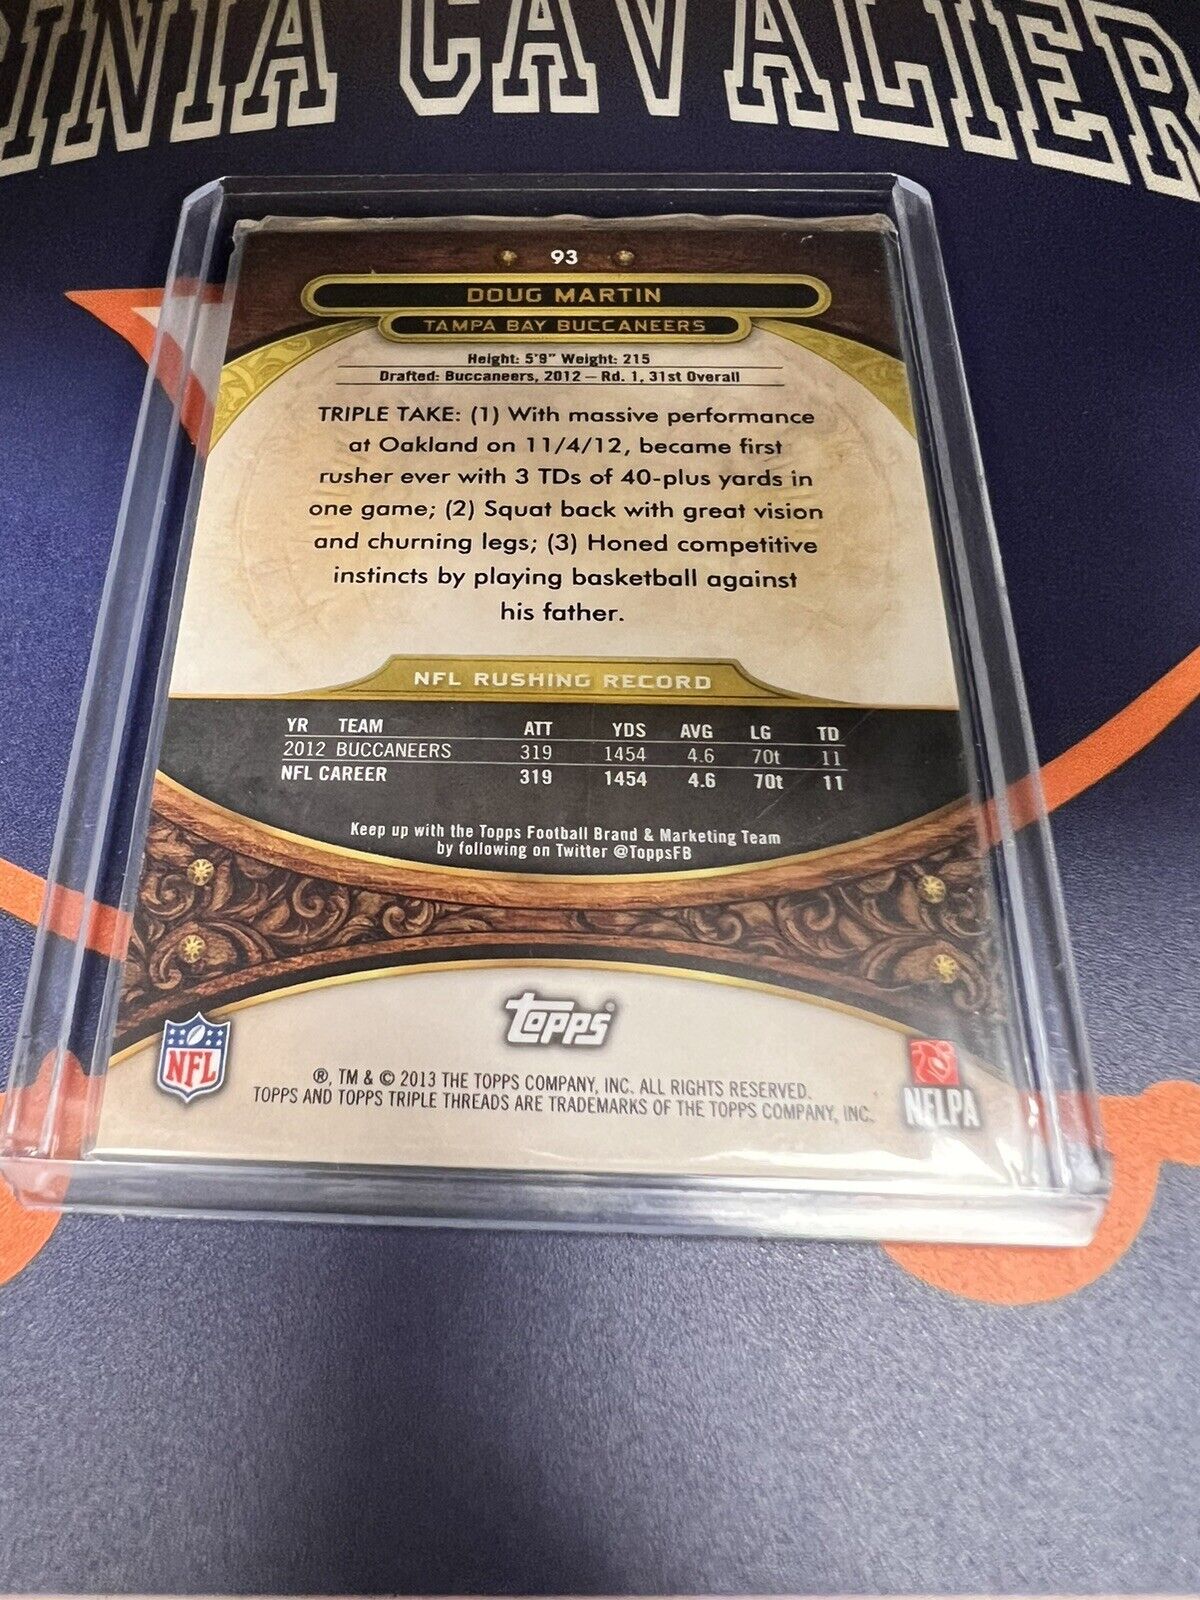 INIA CAVALIER
93
DOUG MARTIN
TAMPA BAY BUCCANEERS
Height: 5'9" Weight: 215
Drafted: Buccaneers, 2012 – Rd. 1, 31st Overall
TRIPLE TAKE: (1) With massive performance
at Oakland on 11/4/12, became first
rusher ever with 3 TDs of 40-plus yards in
one game; (2) Squat back with great vision
and churning legs; (3) Honed competitive
instincts by playing basketball against
his father.
NFL RUSHING RECORD
YR TEAM ATT YDS AVG LG TD
2012 BUCCANEERS 319 1454 4.6 70t 11
NFL CAREER 319 1454 4.6 70t 11
Keep up with the Topps Football Brand & Marketing Team
by following on Twitter @ToppsFB
topps®
NFL
®, TM & © 2013 THE TOPPS COMPANY, INC. ALL RIGHTS RESERVED.
TOPPS AND TOPPS TRIPLE THREADS ARE TRADEMARKS OF THE TOPPS COMPANY, INC.
NFLPA